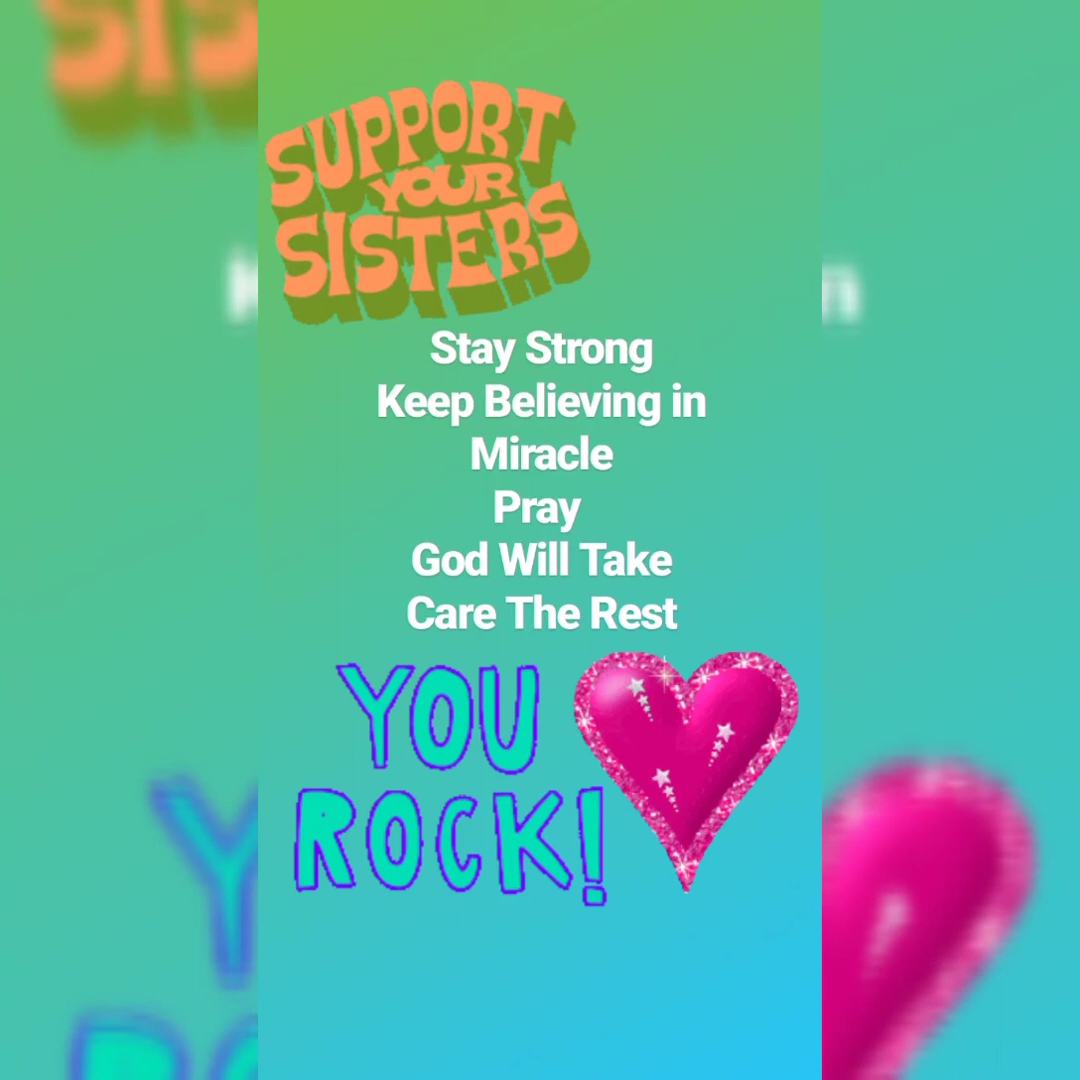 SUPPORT
YOUR
SISTERS
Stay Strong
Keep Believing in
Miracle
Pray
God Will Take
Care The Rest
YOU
ROCK!